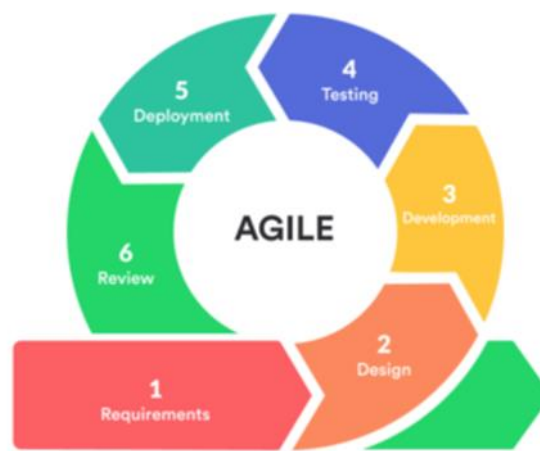 AGILE
1
Requirements
2
Design
3
Development
4
Testing
5
Deployment
6
Review